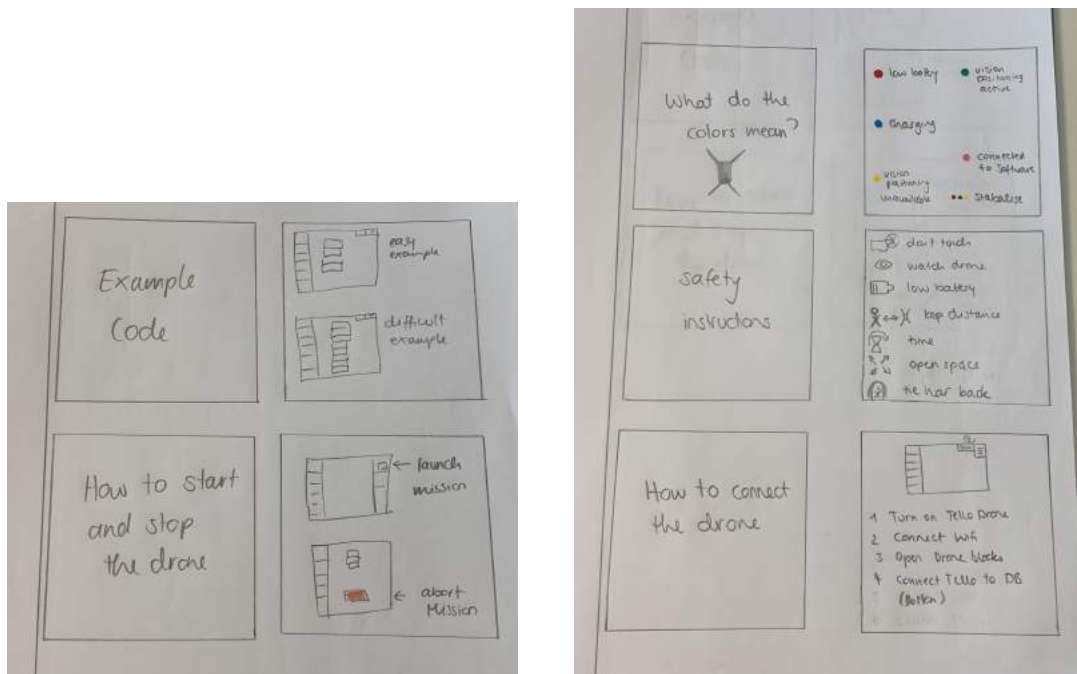 Example
Code
easy
example
difficult
example
How to start
and stop
the drone
launch
mission
abort
Mission
What do the
colors mean?
low battery
vision
positioning
active
Charging
connected
to Software
vision
positioning
unavailable
Stabalise
safety
instructions
don't touch
watch drone
low battery
keep distance
time
open space
tie hair back
How to connect
the drone
1 Turn on Tello Drone
2 Connect Wifi
3 Open Drone blocks
4 Connect Tello to DB
(Button)